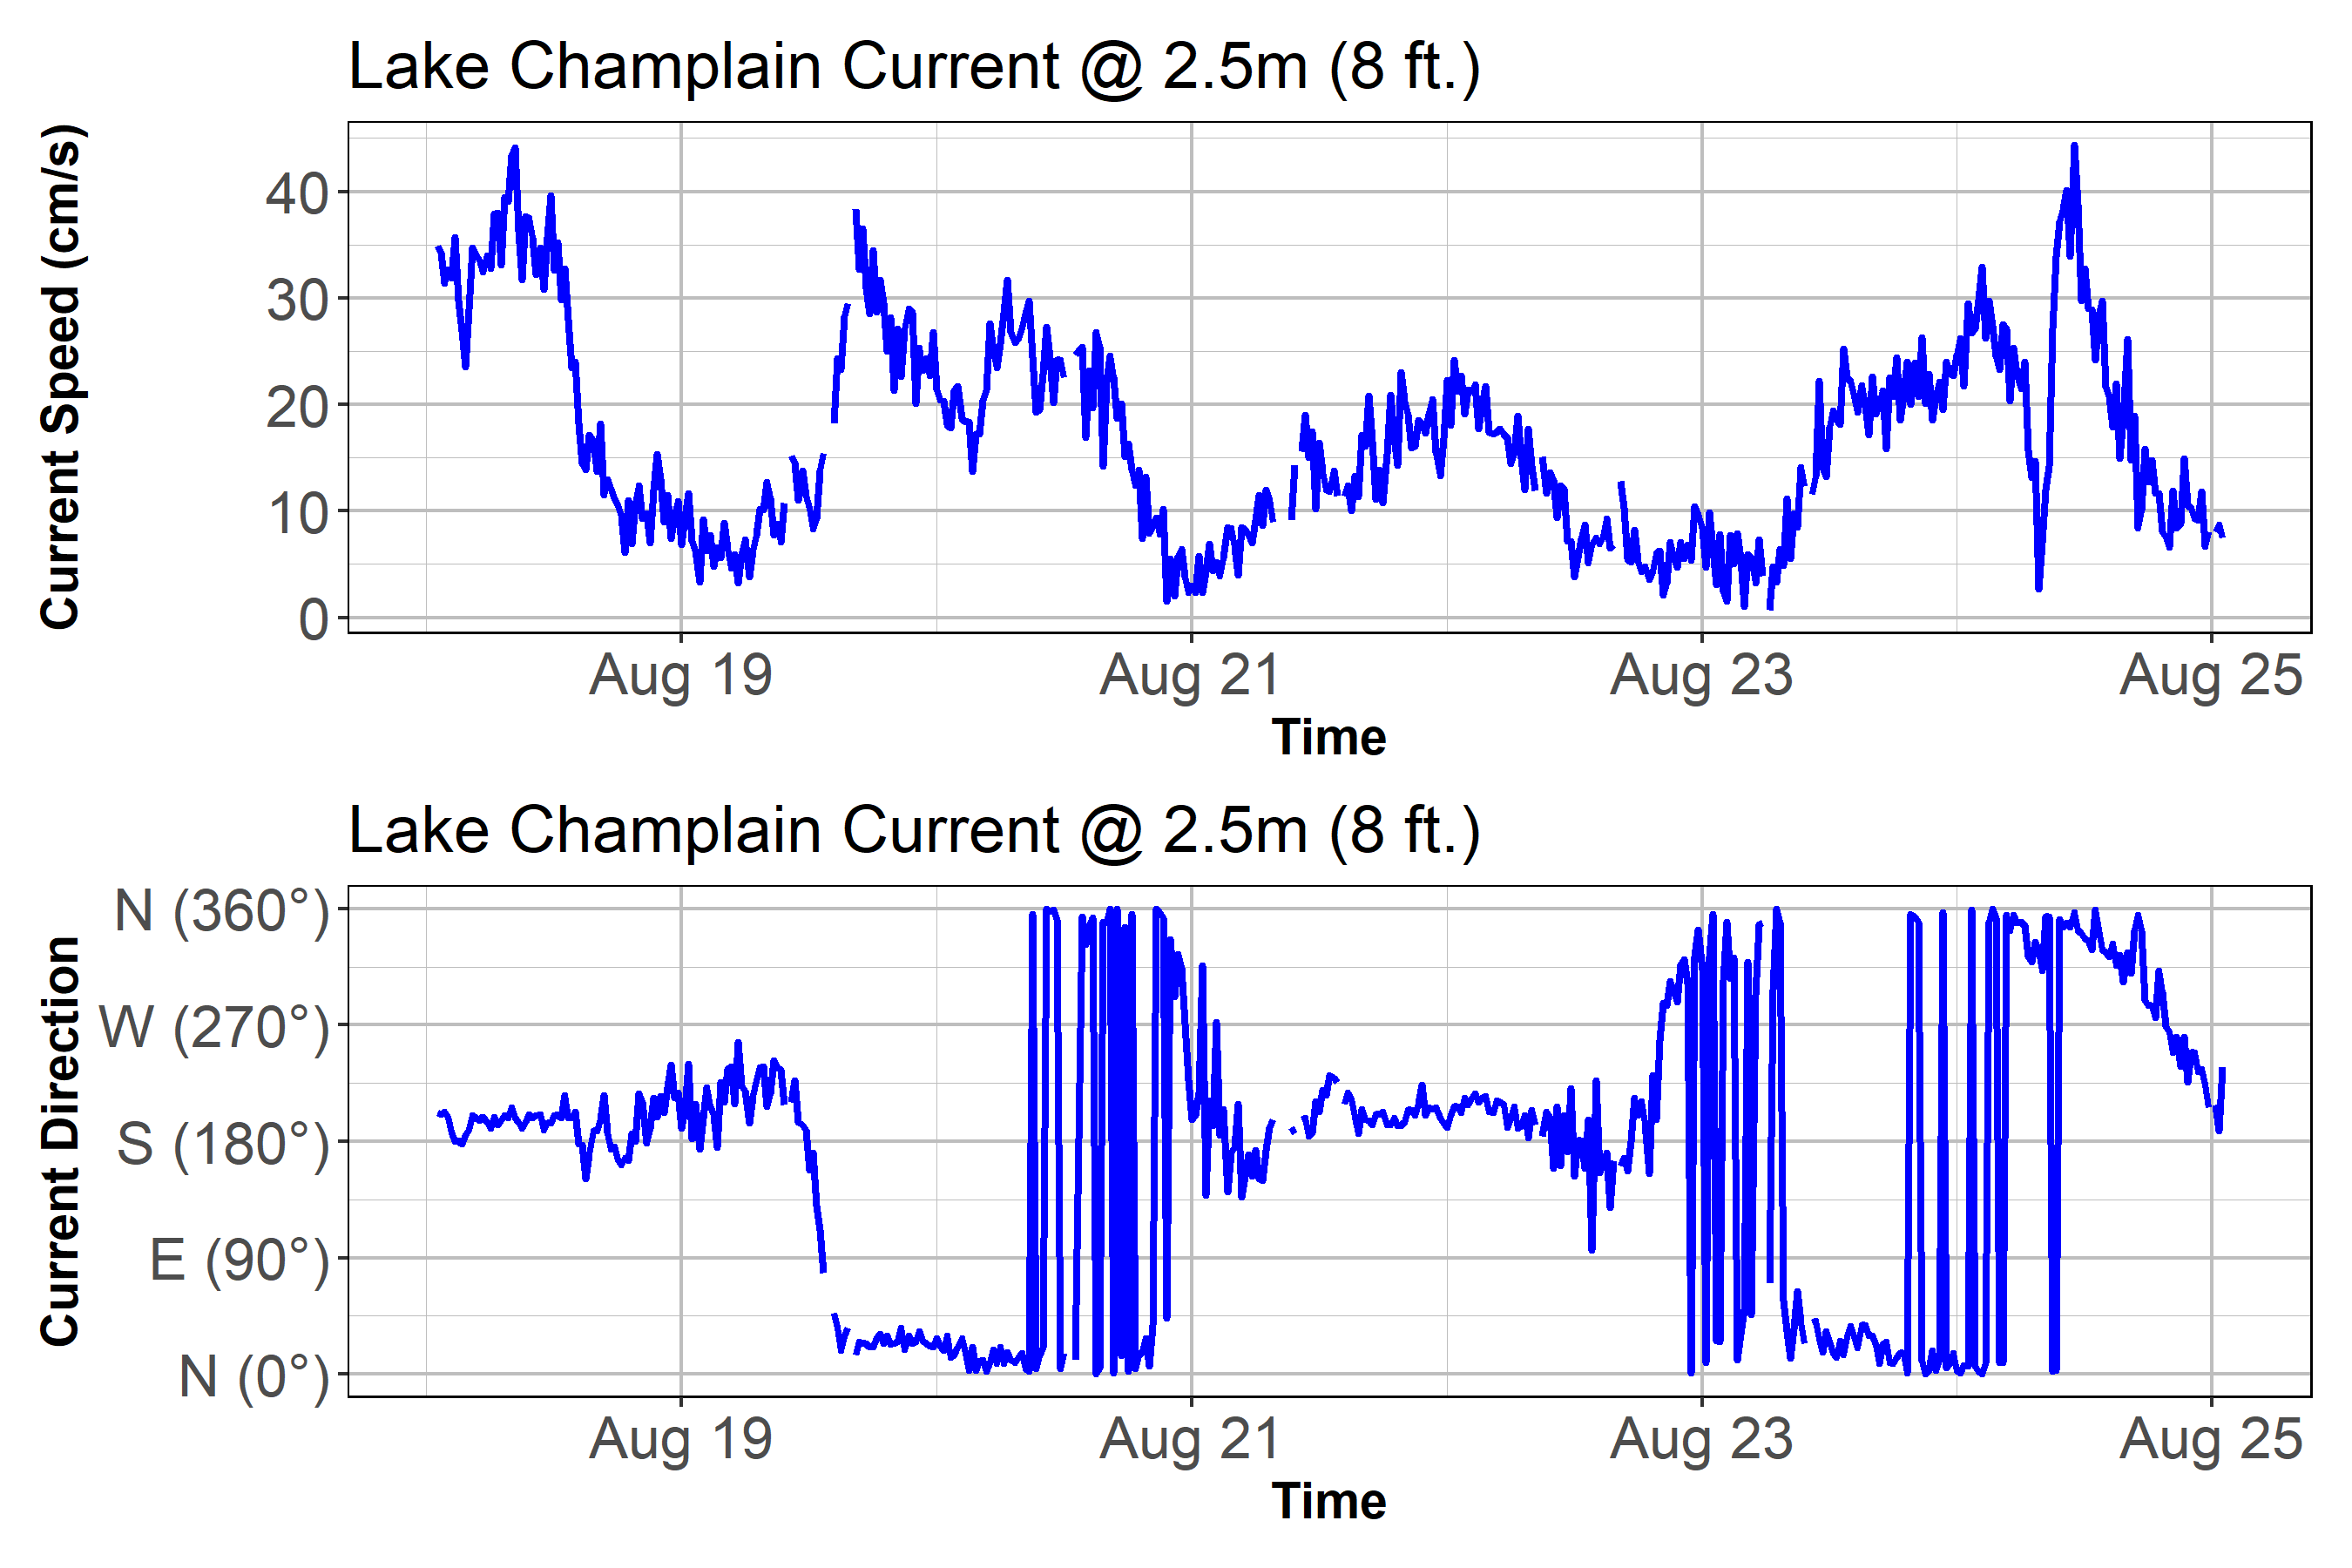 Lake Champlain Current @ 2.5m (8 ft.)
Current Speed (cm/s)
40
30
20
10
0
Aug 19 Aug 21 Aug 23 Aug 25
Time
Lake Champlain Current @ 2.5m (8 ft.)
Current Direction
N (360°)
W (270°)
S (180°)
E (90°)
N (0°)
Aug 19 Aug 21 Aug 23 Aug 25
Time